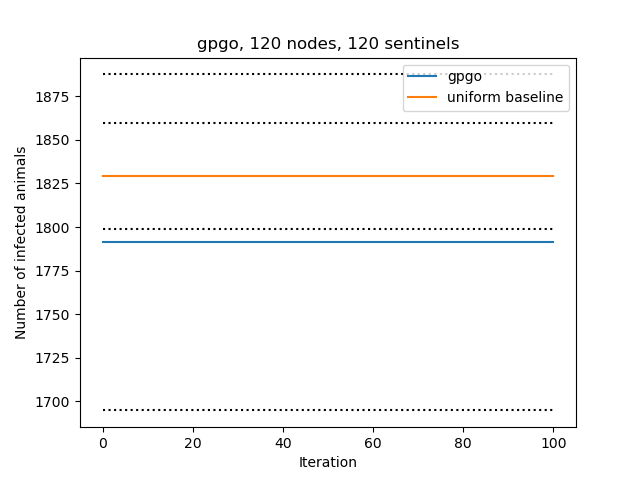 gpgo, 120 nodes, 120 sentinels
gpgo
uniform baseline
1875
1850
1825
1800
1775
1750
1725
1700
Number of infected animals
0 20 40 60 80 100
Iteration